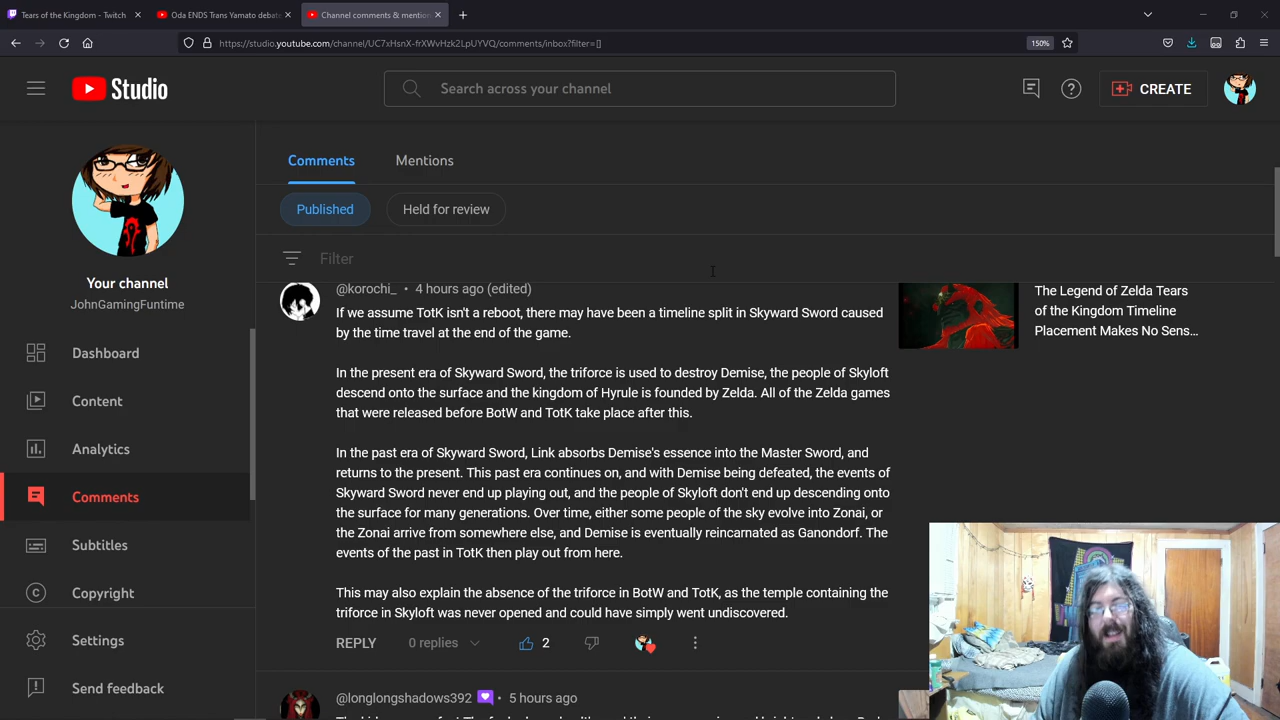 Tears of the Kingdom - Twitch
Oda ENDS Trans Yamato debate
Channel comments & mention
https://studio.youtube.com/channel/UC7xHsnX-frXWvHzk2LpUYVQ/comments/inbox?filter=[]
150%
Studio
Search across your channel
CREATE
Your channel
JohnGamingFuntime
Dashboard
Content
Analytics
Comments
Subtitles
Copyright
Settings
Send feedback
Comments
Mentions
Published
Held for review
Filter
@korochi_ • 4 hours ago (edited)
If we assume TotK isn't a reboot, there may have been a timeline split in Skyward Sword caused
by the time travel at the end of the game.
In the present era of Skyward Sword, the triforce is used to destroy Demise, the people of Skyloft
descend onto the surface and the kingdom of Hyrule is founded by Zelda. All of the Zelda games
that were released before BotW and TotK take place after this.
In the past era of Skyward Sword, Link absorbs Demise's essence into the Master Sword, and
returns to the present. This past era continues on, and with Demise being defeated, the events of
Skyward Sword never end up playing out, and the people of Skyloft don't end up descending onto
the surface for many generations. Over time, either some people of the sky evolve into Zonai, or
the Zonai arrive from somewhere else, and Demise is eventually reincarnated as Ganondorf. The
events of the past in TotK then play out from here.
This may also explain the absence of the triforce in BotW and TotK, as the temple containing the
triforce in Skyloft was never opened and could have simply went undiscovered.
REPLY
0 replies
2
The Legend of Zelda Tears
of the Kingdom Timeline
Placement Makes No Sens...
@longlongshadows392 • 5 hours ago